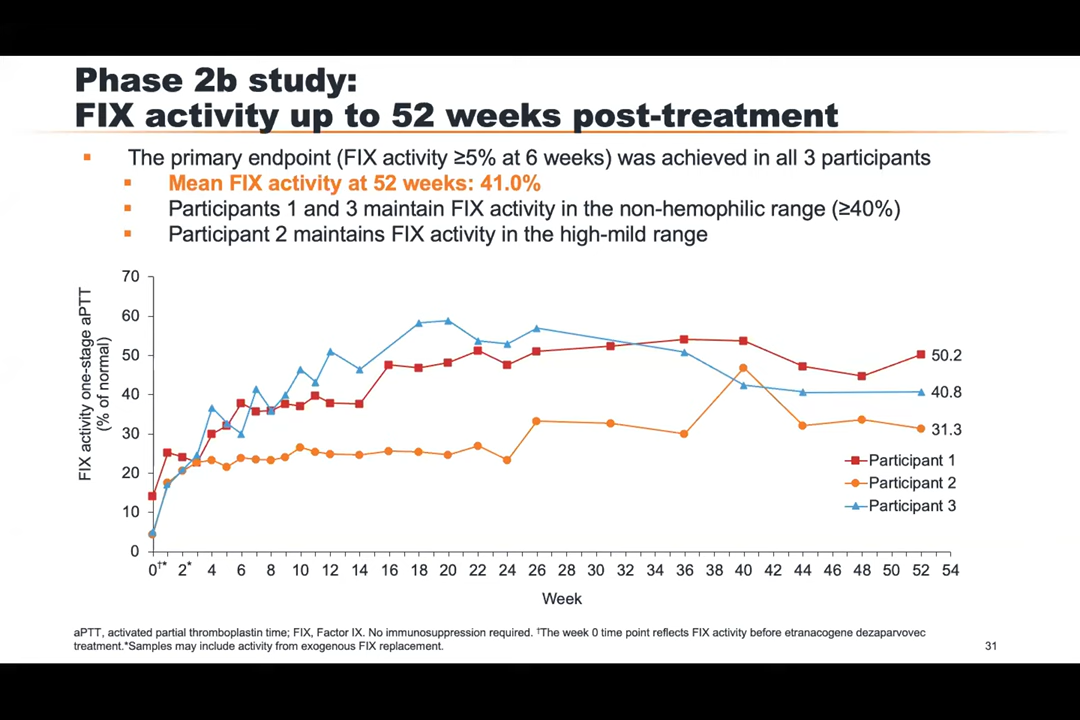 Phase 2b study:
FIX activity up to 52 weeks post-treatment
The primary endpoint (FIX activity ≥5% at 6 weeks) was achieved in all 3 participants
Mean FIX activity at 52 weeks: 41.0%
Participants 1 and 3 maintain FIX activity in the non-hemophilic range (≥40%)
Participant 2 maintains FIX activity in the high-mild range
FIX activity one-stage aPTT
(% of normal)
70
60
50
40
30
20
10
0
50.2
40.8
31.3
Participant 1
Participant 2
Participant 3
0†* 2* 4 6 8 10 12 14 16 18 20 22 24 26 28 30 32 34 36 38 40 42 44 46 48 50 52 54
Week
aPTT, activated partial thromboplastin time; FIX, Factor IX. No immunosuppression required. †The week 0 time point reflects FIX activity before etranacogene dezaparvovec
treatment.*Samples may include activity from exogenous FIX replacement.
31